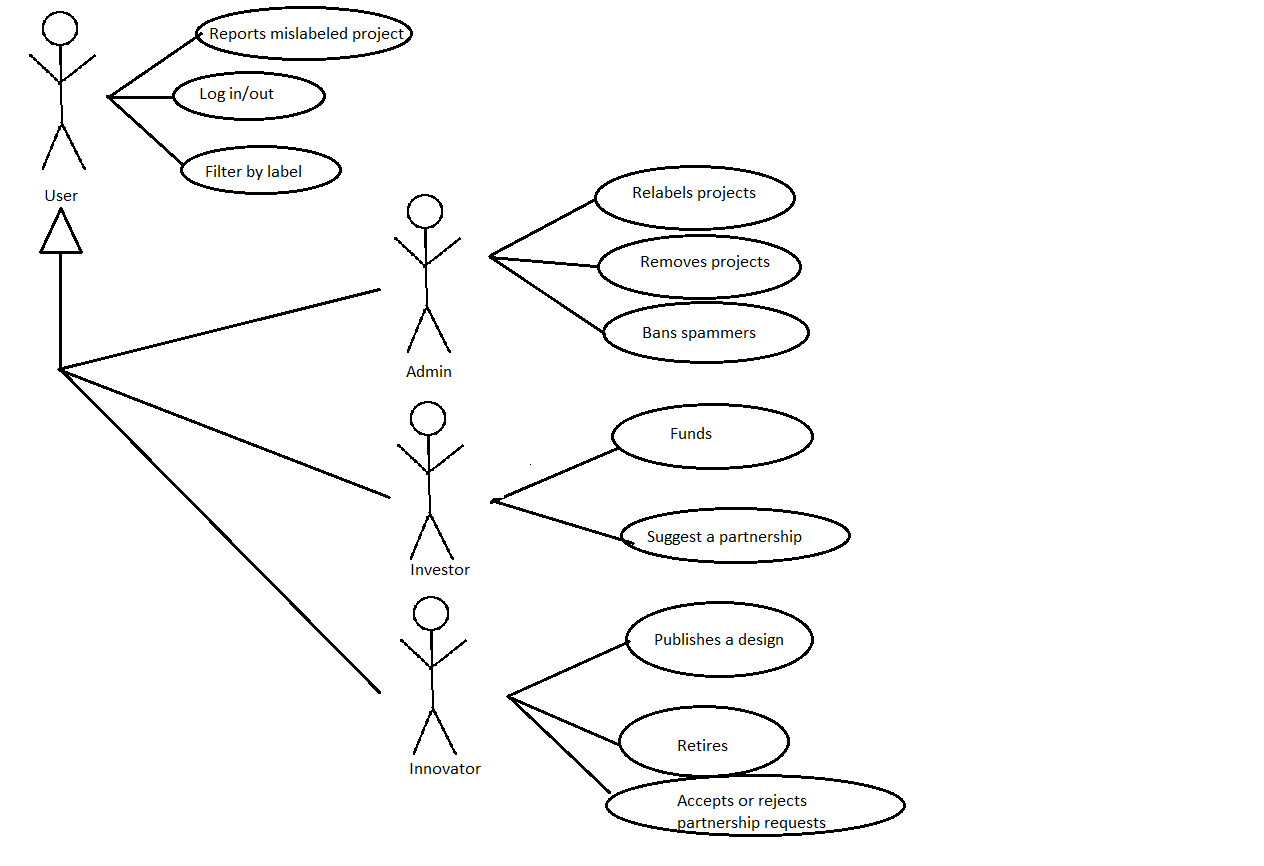 Reports mislabeled project
Log in/out
Filter by label
User
Relabels projects
Removes projects
Bans spammers
Admin
Funds
Suggest a partnership
Investor
Publishes a design
Retires
Accepts or rejects
partnership requests
Innovator